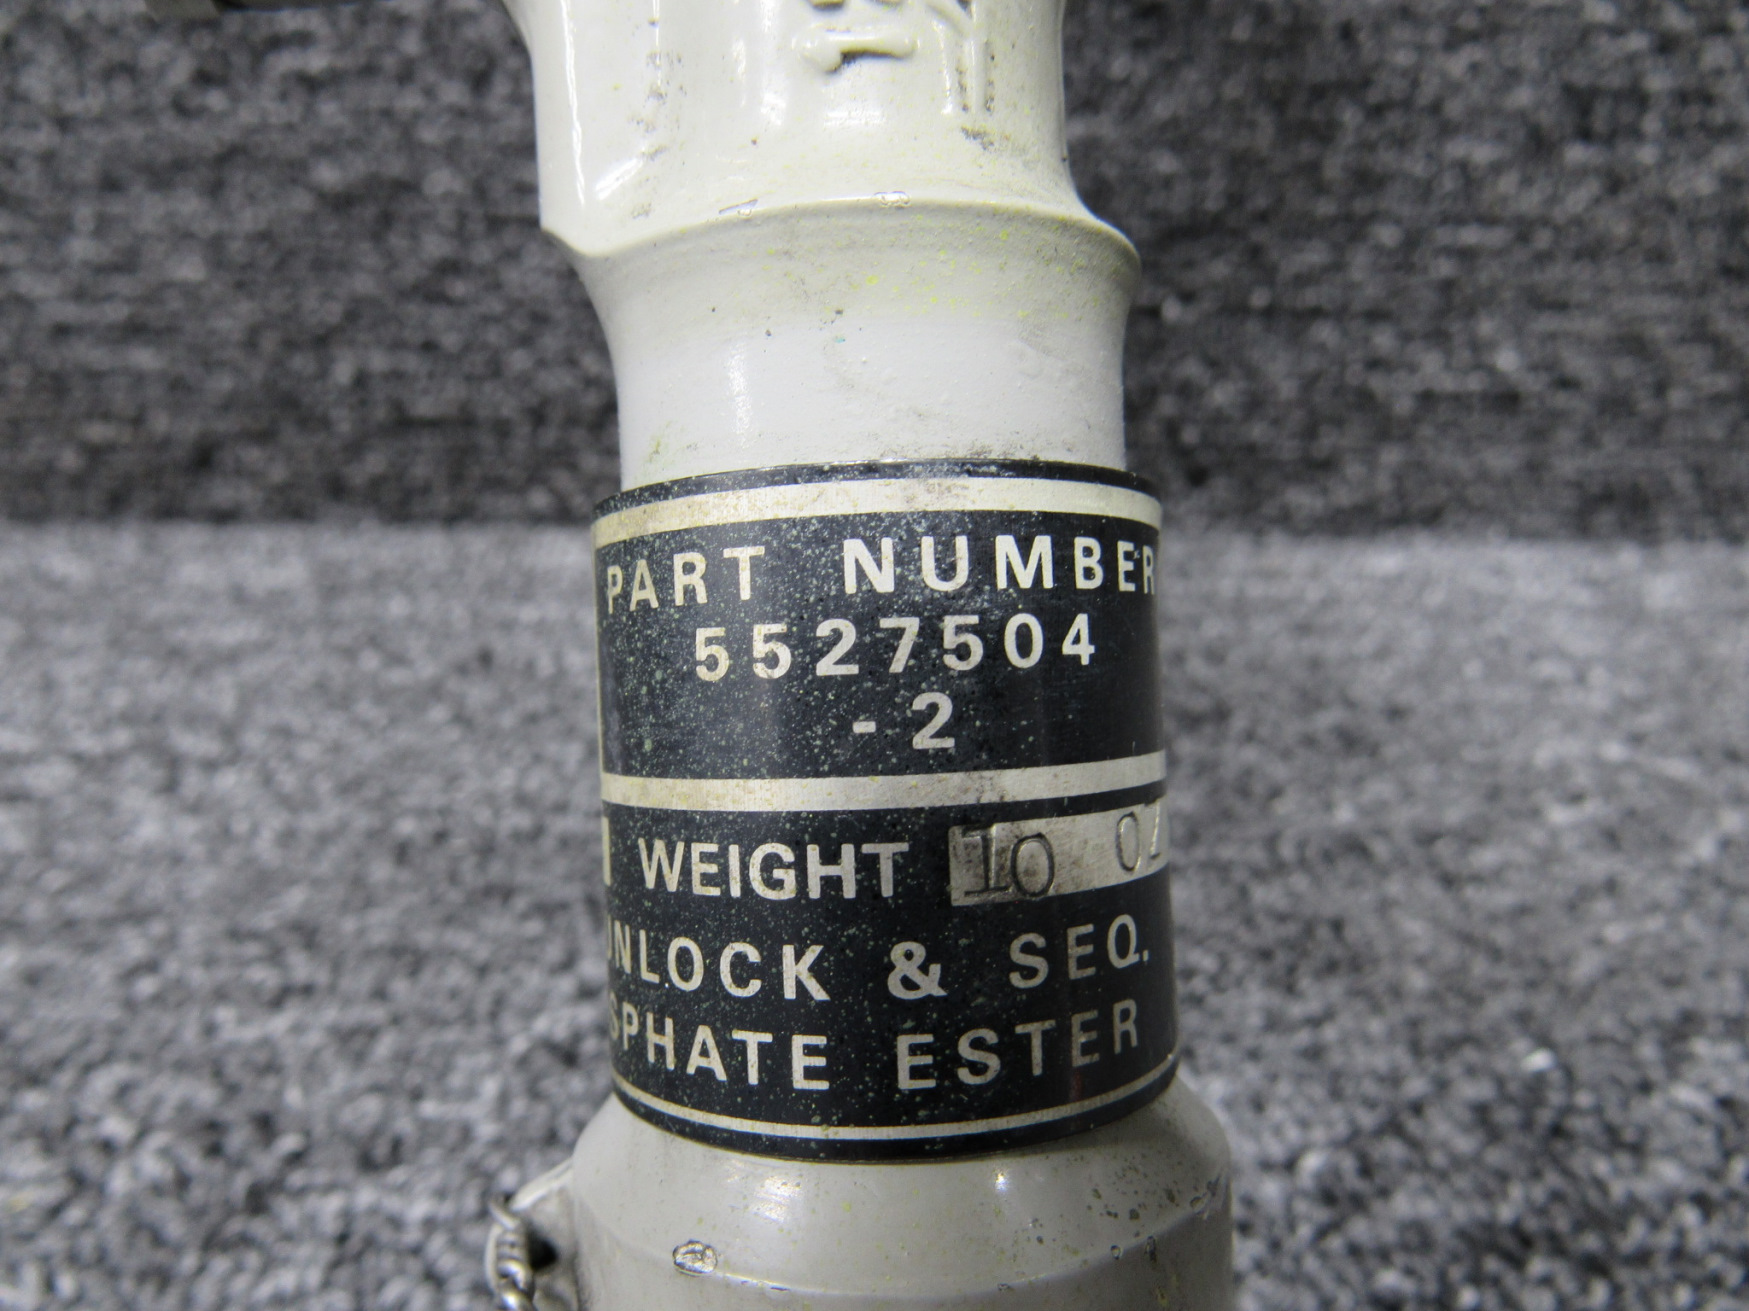 PART NUMBER
5527504
-2
WEIGHT 10 OZ
UNLOCK & SEQ.
SPHATE ESTER